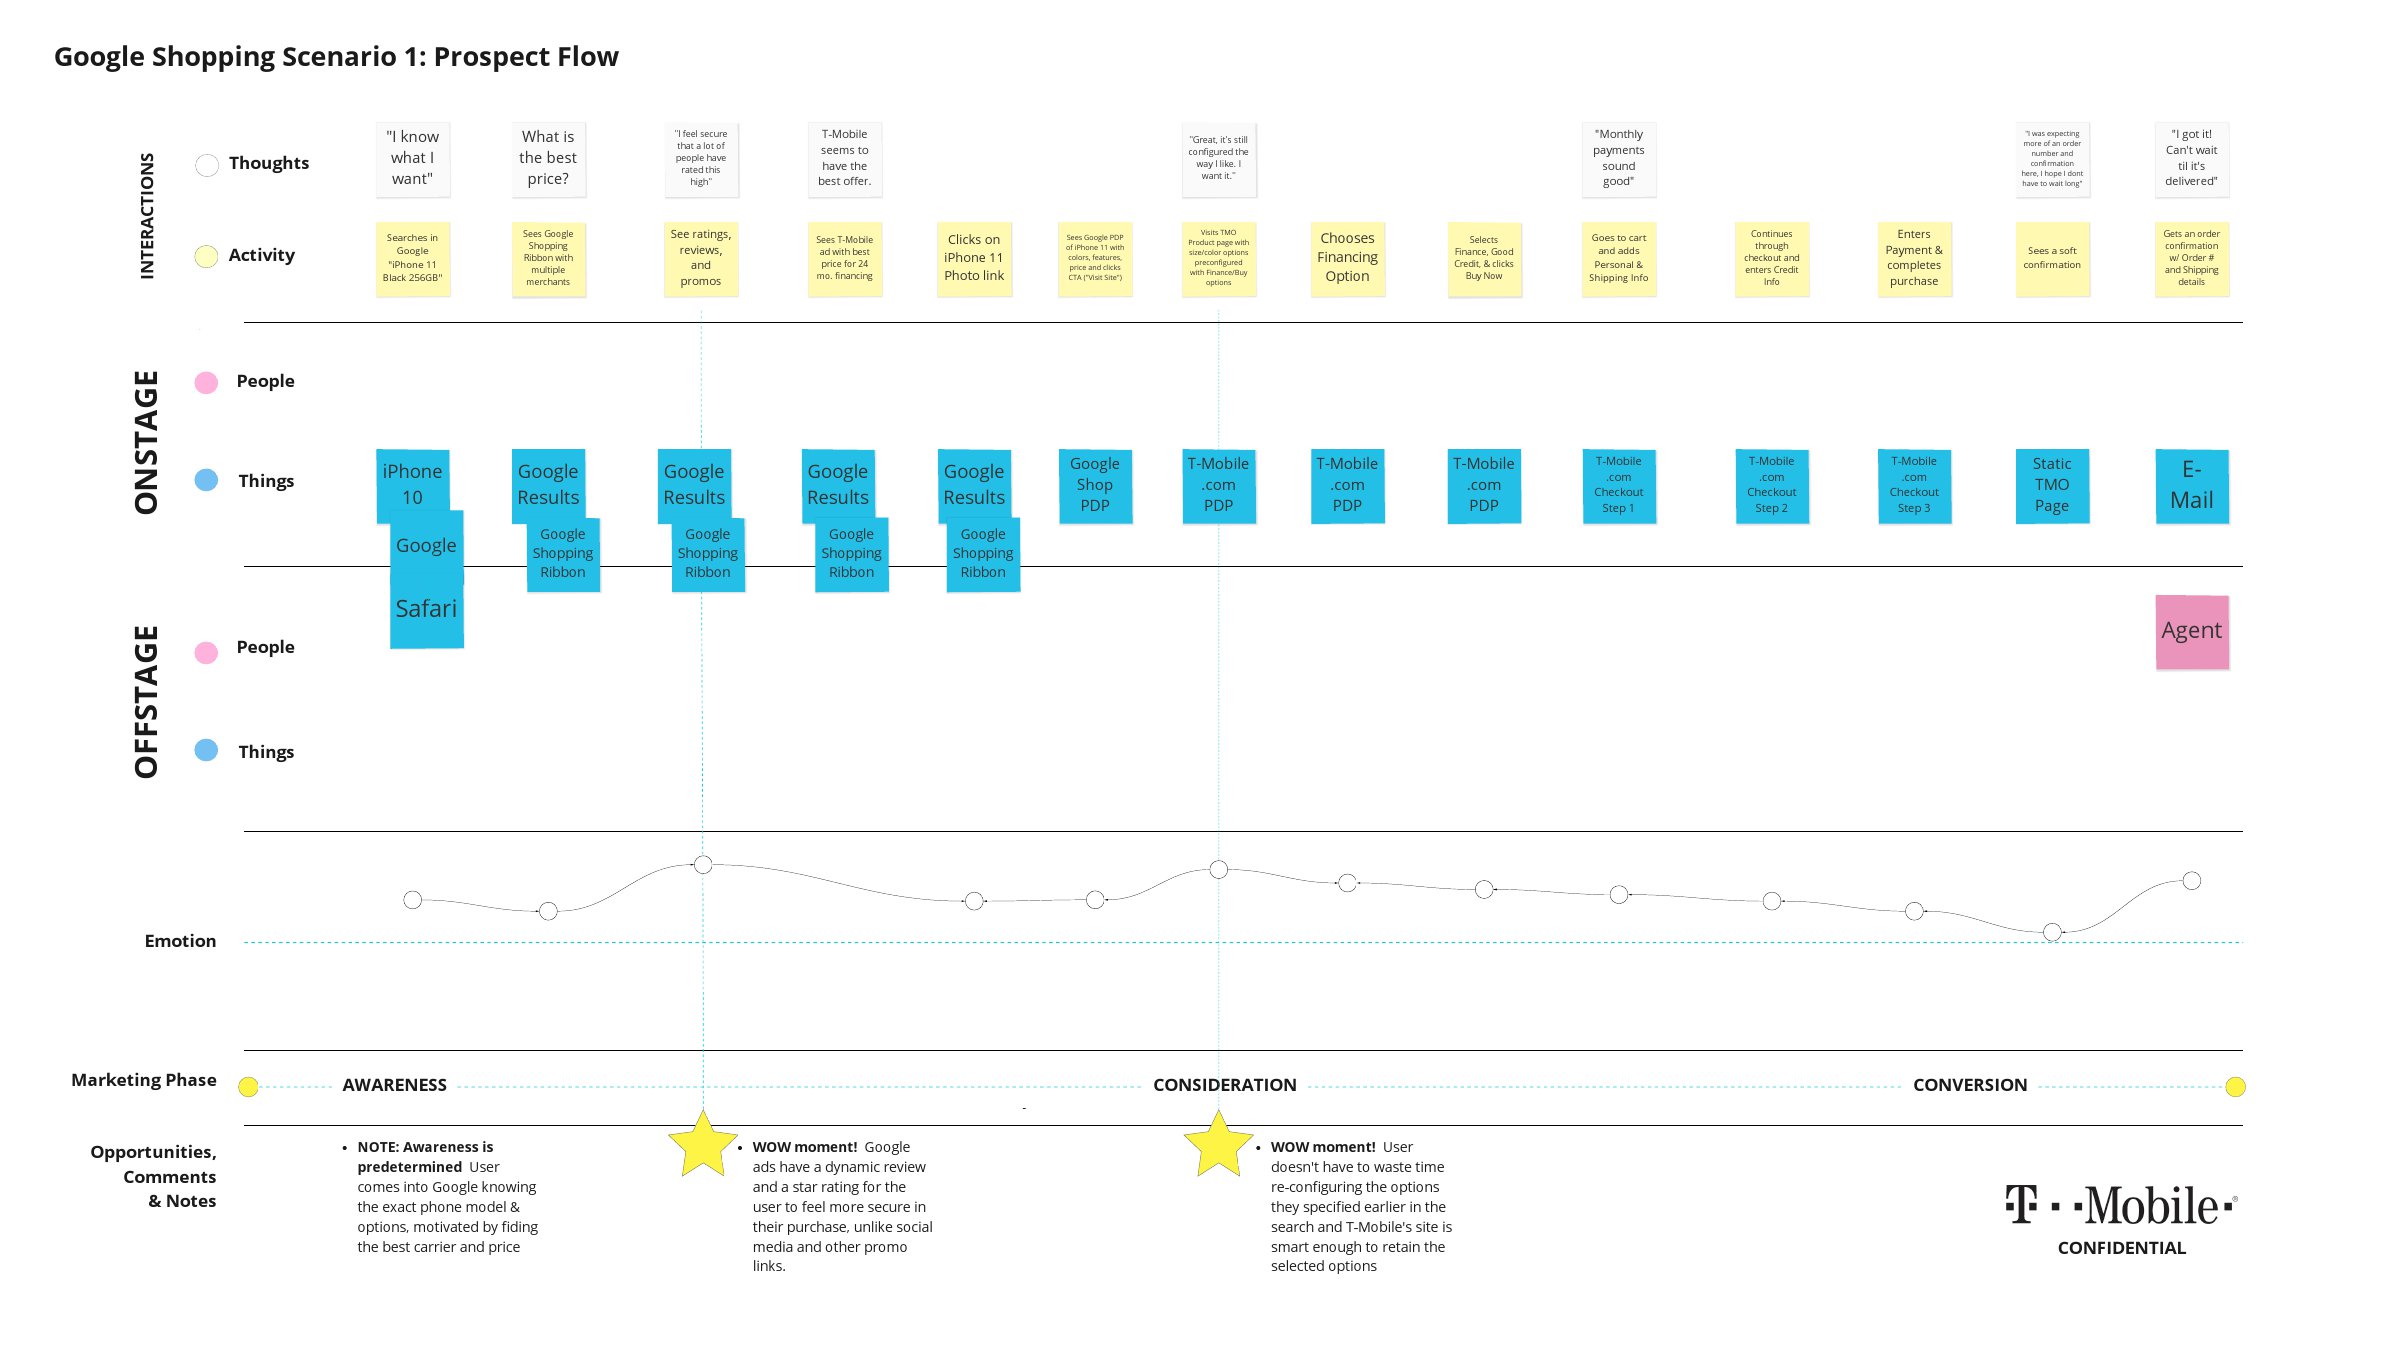 Google Shopping Scenario 1: Prospect Flow
INTERACTIONS
Thoughts
"I know
what I
want"
What is
the best
price?
"I feel secure
that a lot of
people have
rated this
high"
T-Mobile
seems to
have the
best offer.
"Great, it's still
configured the
way I like. I
want it."
"Monthly
payments
sound
good"
"I was expecting
more of an order
number and
confirmation
here, I hope I dont
have to wait long"
"I got it!
Can't wait
til it's
delivered"
Activity
Searches in
Google
"iPhone 11
Black 256GB"
Sees Google
Shopping
Ribbon with
multiple
merchants
See ratings,
reviews,
and
promos
Sees T-Mobile
ad with best
price for 24
mo. financing
Clicks on
iPhone 11
Photo link
Sees Google PDP
of iPhone 11 with
colors, features,
price and clicks
CTA ("Visit Site")
Visits TMO
Product page with
size/color options
preconfigured
with Finance/Buy
options
Chooses
Financing
Option
Selects
Finance, Good
Credit, & clicks
Buy Now
Goes to cart
and adds
Personal &
Shipping Info
Continues
through
checkout and
enters Credit
Info
Enters
Payment &
completes
purchase
Sees a soft
confirmation
Gets an order
confirmation
w/ Order #
and Shipping
details
ONSTAGE
People
Things
iPhone
10
Google
Safari
Google
Results
Google
Shopping
Ribbon
Google
Results
Google
Shopping
Ribbon
Google
Results
Google
Shopping
Ribbon
Google
Results
Google
Shopping
Ribbon
Google
Shop
PDP
T-Mobile
.com
PDP
T-Mobile
.com
PDP
T-Mobile
.com
PDP
T-Mobile
.com
Checkout
Step 1
T-Mobile
.com
Checkout
Step 2
T-Mobile
.com
Checkout
Step 3
Static
TMO
Page
E-
Mail
OFFSTAGE
People
Agent
Things
Emotion
Marketing Phase
AWARENESS
CONSIDERATION
CONVERSION
-
Opportunities,
Comments
& Notes
• NOTE: Awareness is
predetermined User
comes into Google knowing
the exact phone model &
options, motivated by fiding
the best carrier and price
• WOW moment! Google
ads have a dynamic review
and a star rating for the
user to feel more secure in
their purchase, unlike social
media and other promo
links.
• WOW moment! User
doesn't have to waste time
re-configuring the options
they specified earlier in the
search and T-Mobile's site is
smart enough to retain the
selected options
T··Mobile·®
CONFIDENTIAL